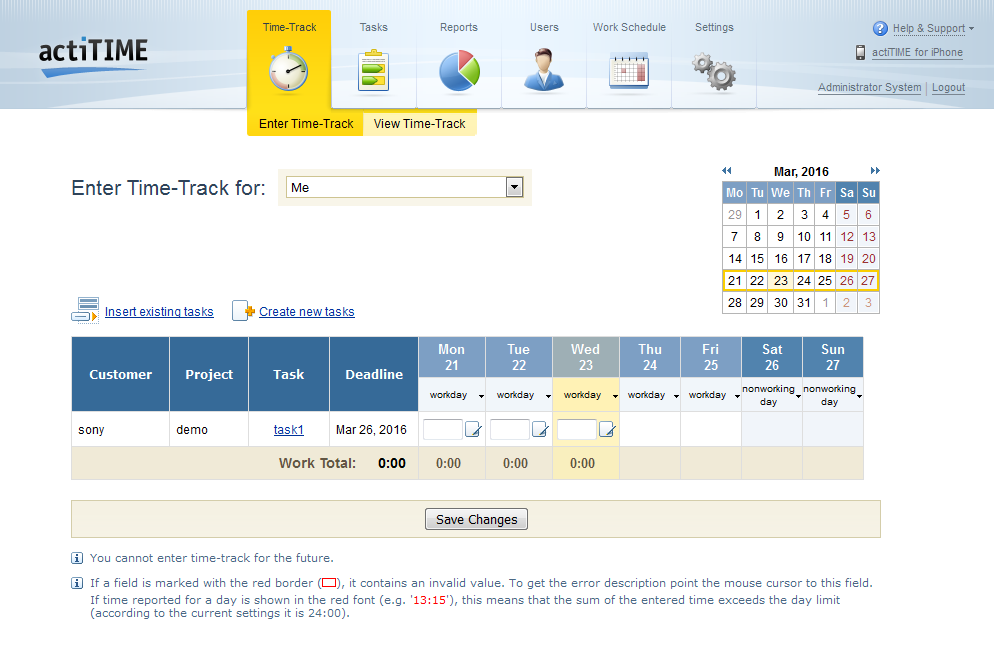 actiTIME
Time-Track
Tasks
Reports
Users
Work Schedule
Settings
Help & Support
actiTIME for iPhone
Administrator System
Logout
Enter Time-Track
View Time-Track
Enter Time-Track for:
Me
Mar, 2016
Mo Tu We Th Fr Sa Su
29 1 2 3 4 5 6
7 8 9 10 11 12 13
14 15 16 17 18 19 20
21 22 23 24 25 26 27
28 29 30 31 1 2 3
Insert existing tasks
Create new tasks
Customer Project Task Deadline
Mon Tue Wed Thu Fri Sat Sun
21 22 23 24 25 26 27
workday workday workday workday workday nonworking day nonworking day
sony demo task1 Mar 26, 2016
Work Total: 0:00 0:00 0:00 0:00
Save Changes
You cannot enter time-track for the future.
If a field is marked with the red border ( ), it contains an invalid value. To get the error description point the mouse cursor to this field.
If time reported for a day is shown in the red font (e.g. '13:15'), this means that the sum of the entered time exceeds the day limit
(according to the current settings it is 24:00).